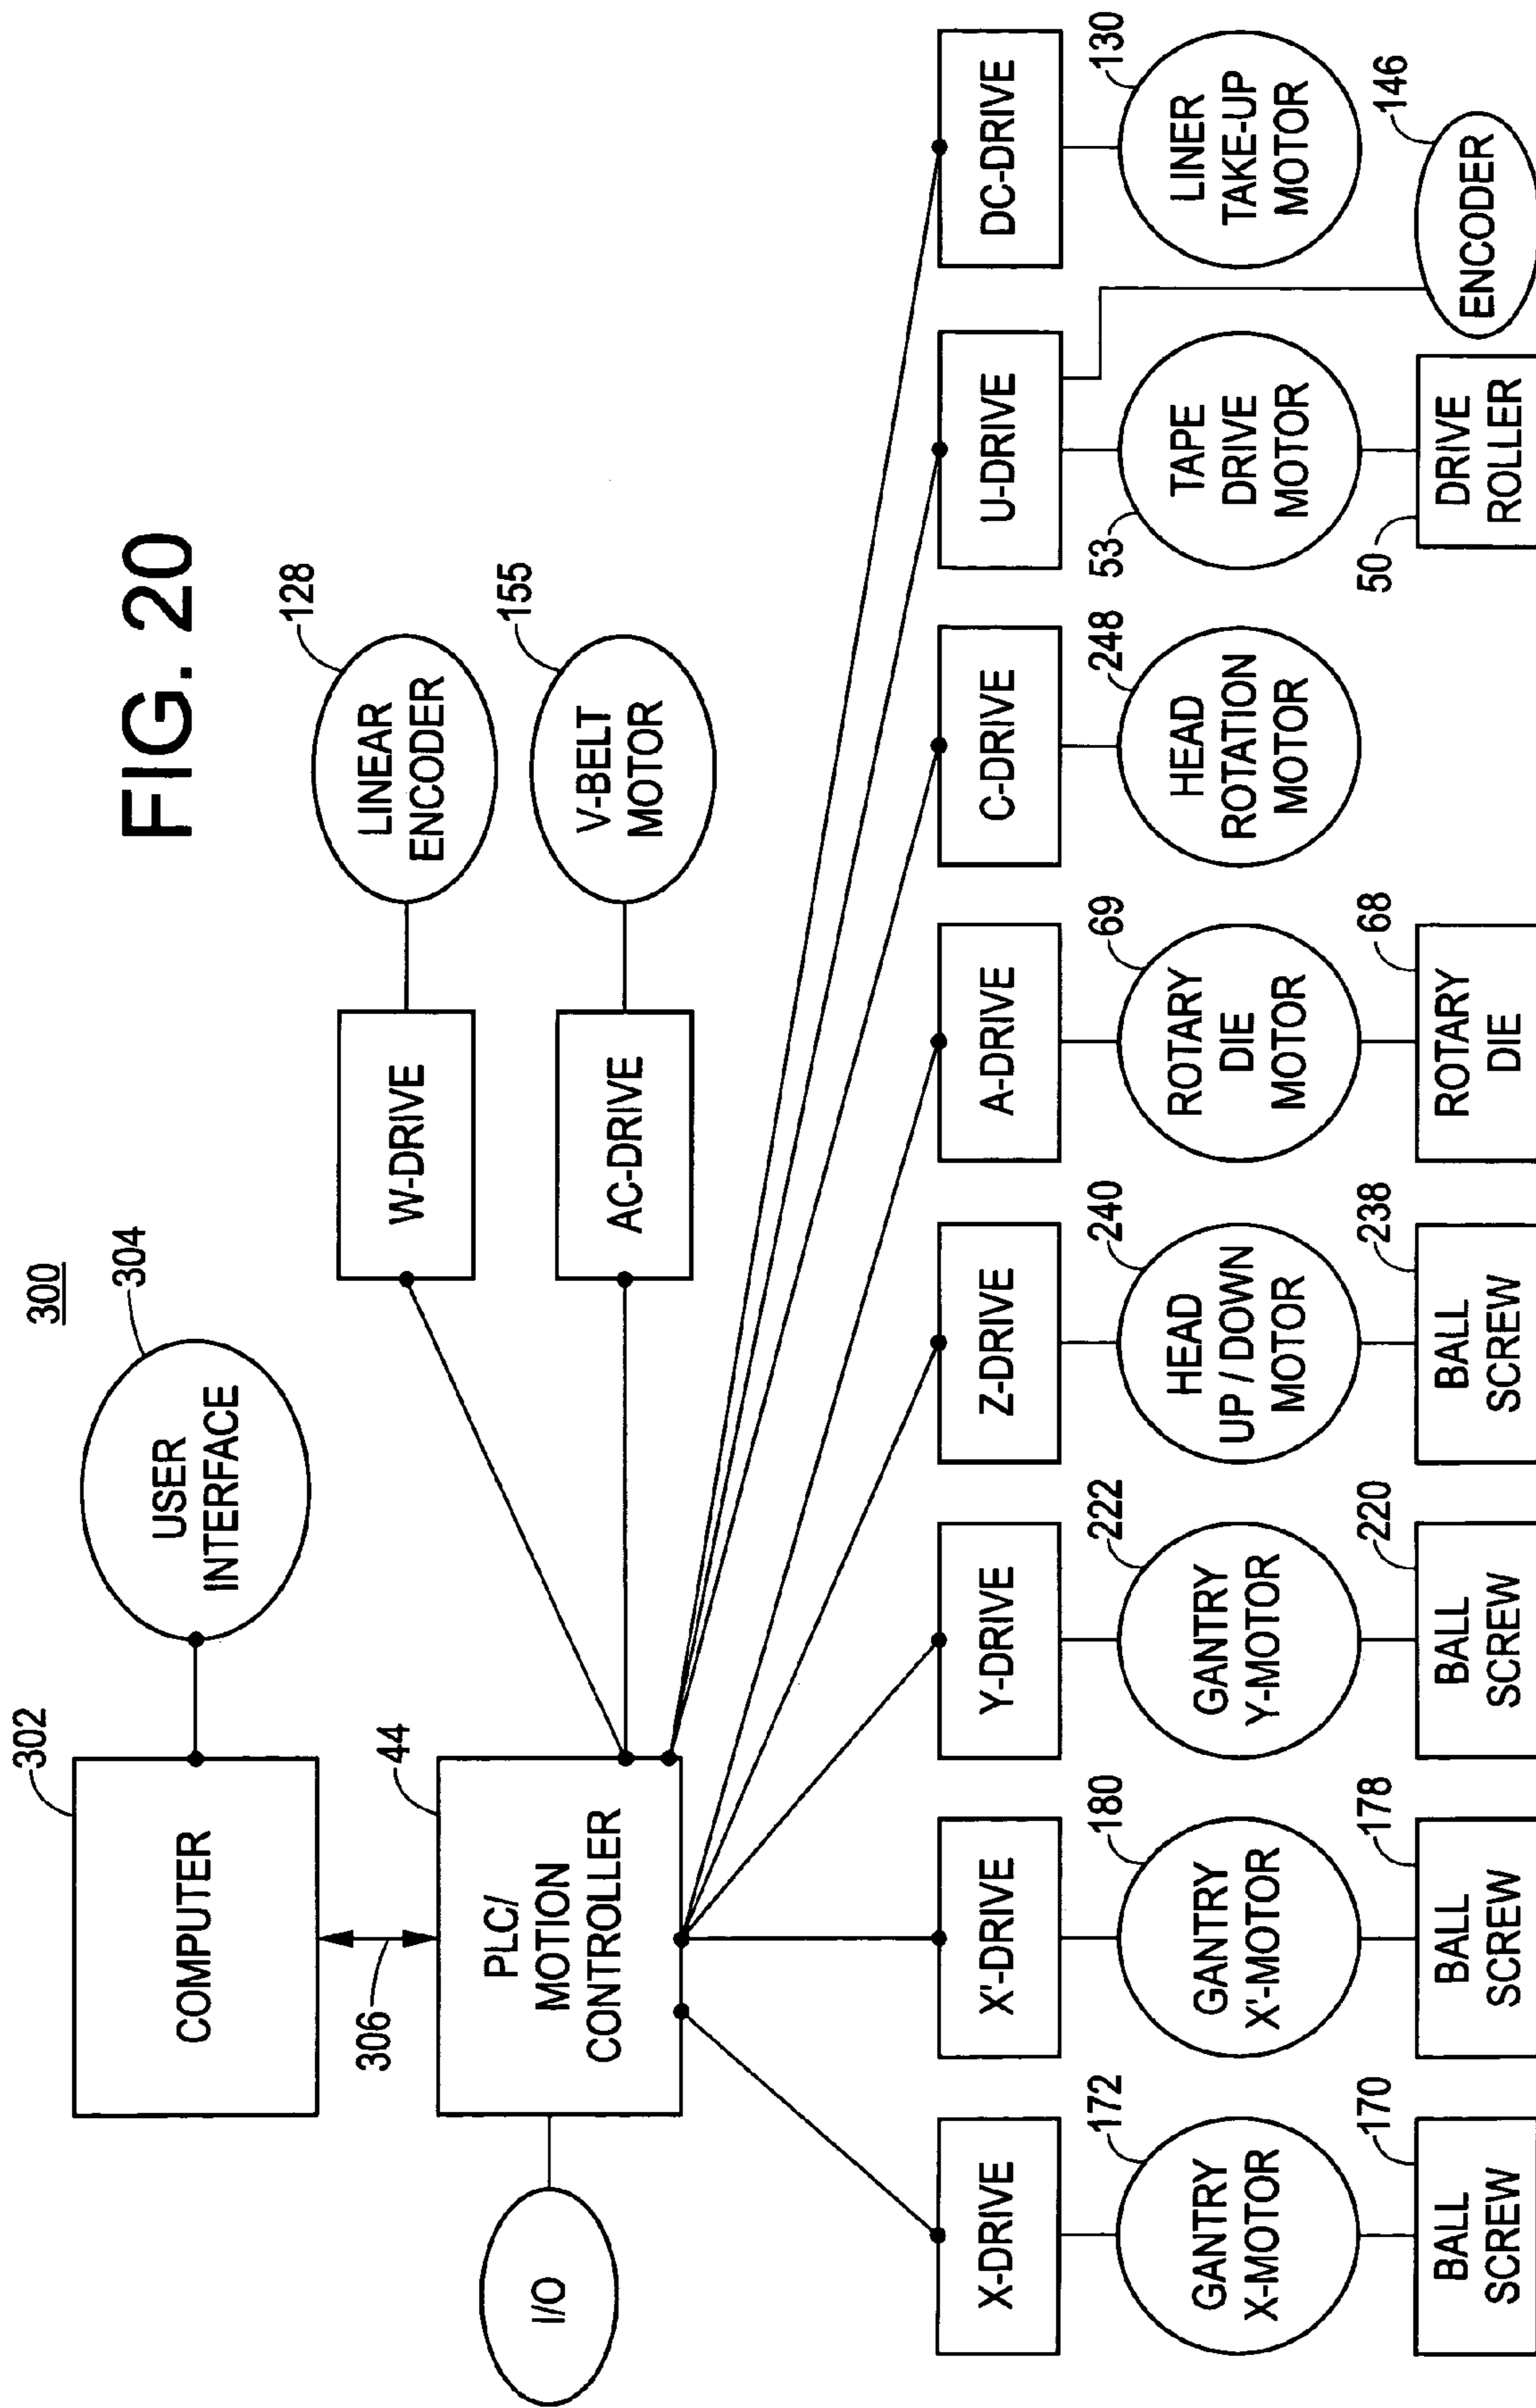 FIG. 20
300
302
COMPUTER
304
USER
INTERFACE
306
44
PLC/
MOTION
CONTROLLER
I/O
W-DRIVE
128
LINEAR
ENCODER
AC-DRIVE
155
V-BELT
MOTOR
X-DRIVE
X'-DRIVE
Y-DRIVE
Z-DRIVE
A-DRIVE
C-DRIVE
U-DRIVE
DC-DRIVE
172
GANTRY
X-MOTOR
180
GANTRY
X'-MOTOR
222
GANTRY
Y-MOTOR
240
HEAD
UP / DOWN
MOTOR
69
ROTARY
DIE
MOTOR
248
HEAD
ROTATION
MOTOR
53
TAPE
DRIVE
MOTOR
130
LINER
TAKE-UP
MOTOR
170
BALL
SCREW
178
BALL
SCREW
220
BALL
SCREW
238
BALL
SCREW
68
ROTARY
DIE
50
DRIVE
ROLLER
146
ENCODER